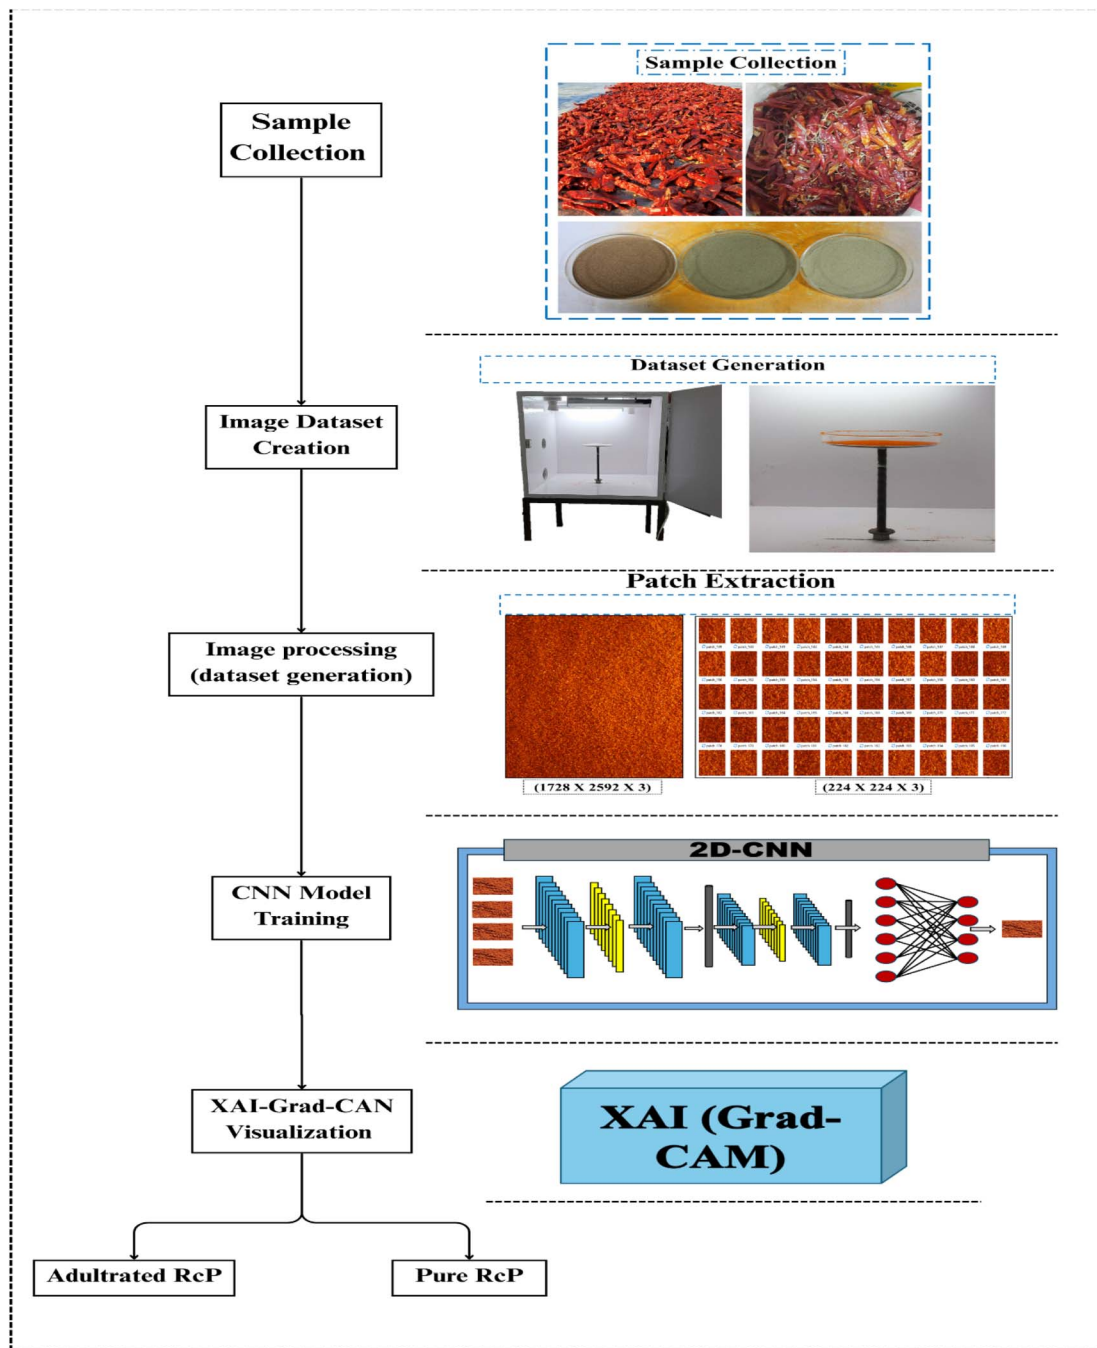 Sample Collection
Sample
Collection
Dataset Generation
Image Dataset
Creation
Patch Extraction
Image processing
(dataset generation)
(1728 X 2592 X 3)
(224 X 224 X 3)
2D-CNN
CNN Model
Training
XAI-Grad-CAN
Visualization
XAI (Grad-
CAM)
Adultrated RcP
Pure RcP